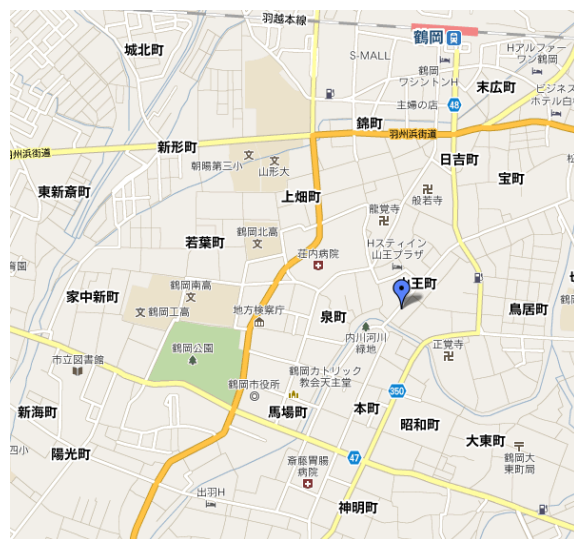 羽越本線
鶴岡
城北町
S-MALL
Hアルファー
ワン鶴岡
鶴岡
ワシントンH
末広町
ビジネス
ホテル白
主婦の店
48
錦町
羽州浜街道
羽州浜街道
新形町
朝暘第三小
山形大
日吉町
宝町
東新斎町
上畑町
般若寺
龍覚寺
若葉町
鶴岡北高
荘内病院
Hスティイン
山王プラザ
王町
家中新町
鶴岡南高
鶴岡工高
地方検察庁
泉町
鳥居町
内川河川
緑地
正覚寺
鶴岡公園
市立図書館
鶴岡市役所
鶴岡カトリック
教会天主堂
350
新海町
馬場町
本町
昭和町
大東町
陽光町
四小
47
鶴岡大
東町局
斎藤胃腸
病院
出羽H
神明町